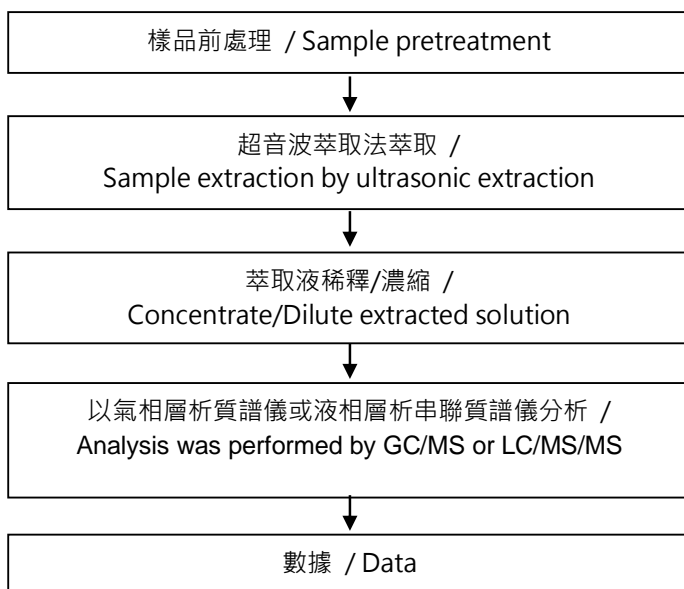 樣品前處理 / Sample pretreatment
超音波萃取法萃取 /
Sample extraction by ultrasonic extraction
萃取液稀釋/濃縮 /
Concentrate/Dilute extracted solution
以氣相層析質譜儀或液相層析串聯質譜儀分析 /
Analysis was performed by GC/MS or LC/MS/MS
數據 / Data